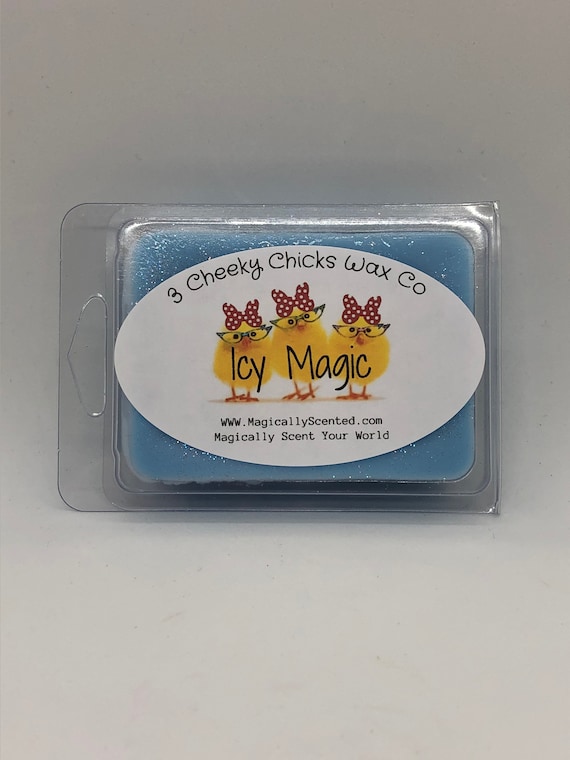 3 Cheeky Chicks Wax Co
Icy Magic
WWW.MagicallyScented.com
Magically Scent Your World